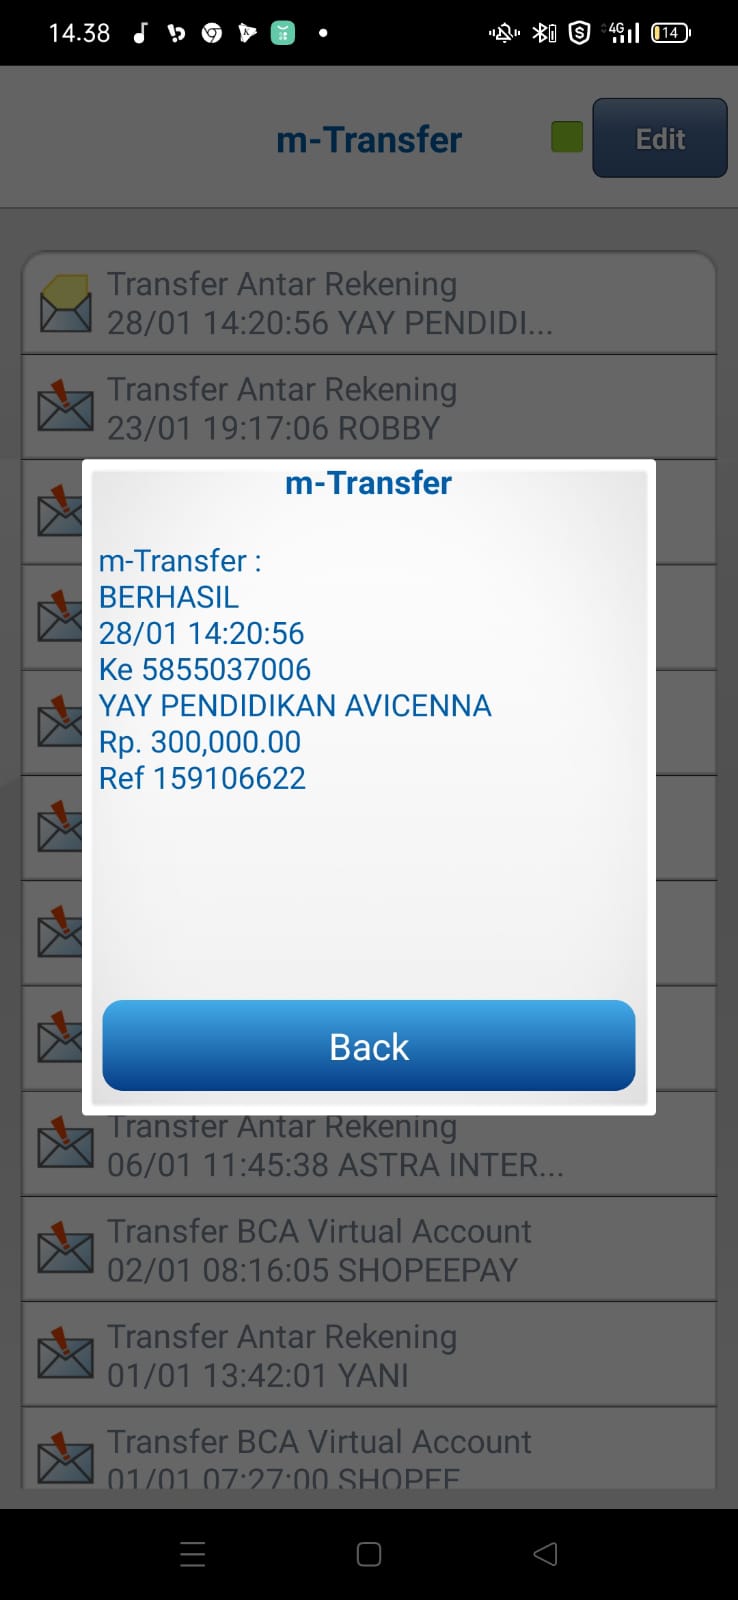 14.38
4G
14
m-Transfer
Edit
Transfer Antar Rekening
28/01 14:20:56 YAY PENDIDI...
Transfer Antar Rekening
23/01 19:17:06 ROBBY
m-Transfer
m-Transfer :
BERHASIL
28/01 14:20:56
Ke 5855037006
YAY PENDIDIKAN AVICENNA
Rp. 300,000.00
Ref 159106622
Back
Transfer Antar Rekening
06/01 11:45:38 ASTRA INTER...
Transfer BCA Virtual Account
02/01 08:16:05 SHOPEEPAY
Transfer Antar Rekening
01/01 13:42:01 YANI
Transfer BCA Virtual Account
01/01 07:27:00 SHOPEE